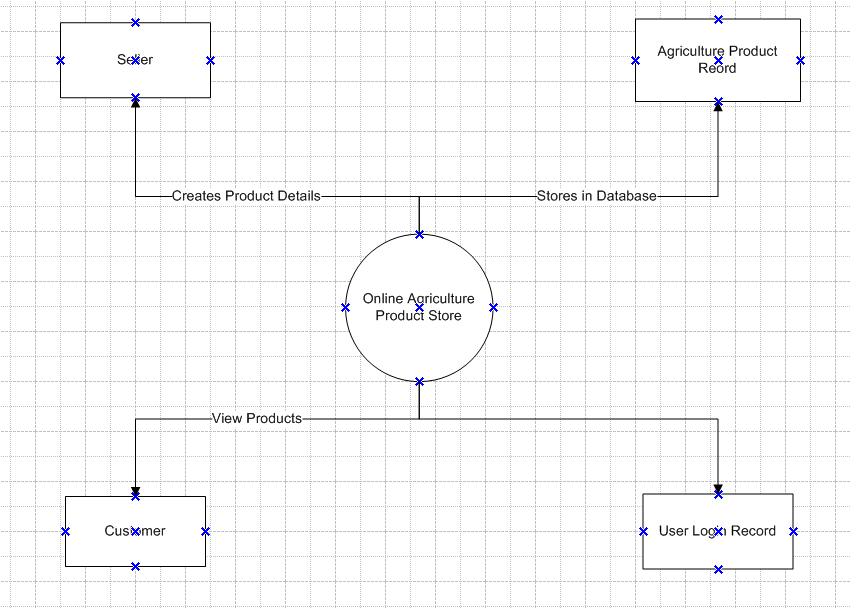 Seller
Agriculture Product
Reord
Creates Product Details
Stores in Database
Online Agriculture
Product Store
View Products
Customer
User Login Record